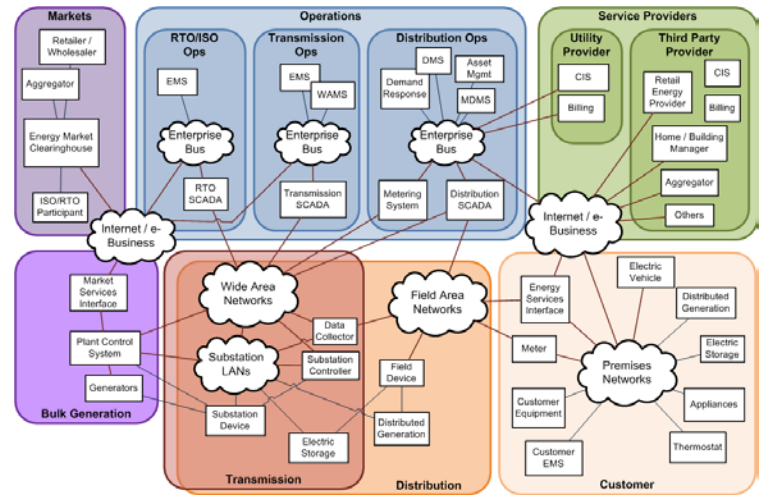 Markets
Operations
Service Providers
Retailer /
Wholesaler
Aggregator
Energy Market
Clearinghouse
ISO/RTO
Participant
RTO/ISO
Ops
EMS
Enterprise
Bus
RTO
SCADA
Transmission
Ops
EMS
WAMS
Enterprise
Bus
Transmission
SCADA
Distribution Ops
DMS
Asset
Mgmt
Demand
Response
MDMS
Enterprise
Bus
Metering
System
Distribution
SCADA
Utility
Provider
CIS
Billing
Third Party
Provider
CIS
Retail
Energy
Provider
Billing
Home / Building
Manager
Aggregator
Others
Internet / e-
Business
Internet / e-
Business
Market
Services
Interface
Plant Control
System
Generators
Bulk Generation
Wide Area
Networks
Substation
LANs
Data
Collector
Substation
Controller
Substation
Device
Electric
Storage
Transmission
Field Area
Networks
Field
Device
Distributed
Generation
Distribution
Energy
Services
Interface
Electric
Vehicle
Distributed
Generation
Meter
Electric
Storage
Premises
Networks
Customer
Equipment
Appliances
Customer
EMS
Thermostat
Customer